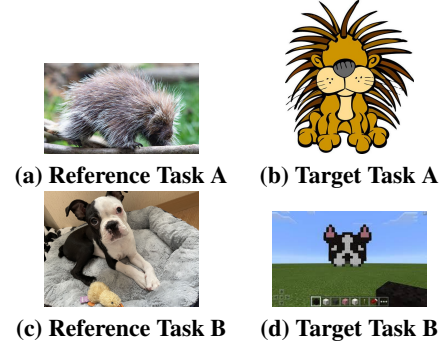 (a) Reference Task A
(b) Target Task A
(c) Reference Task B
(d) Target Task B